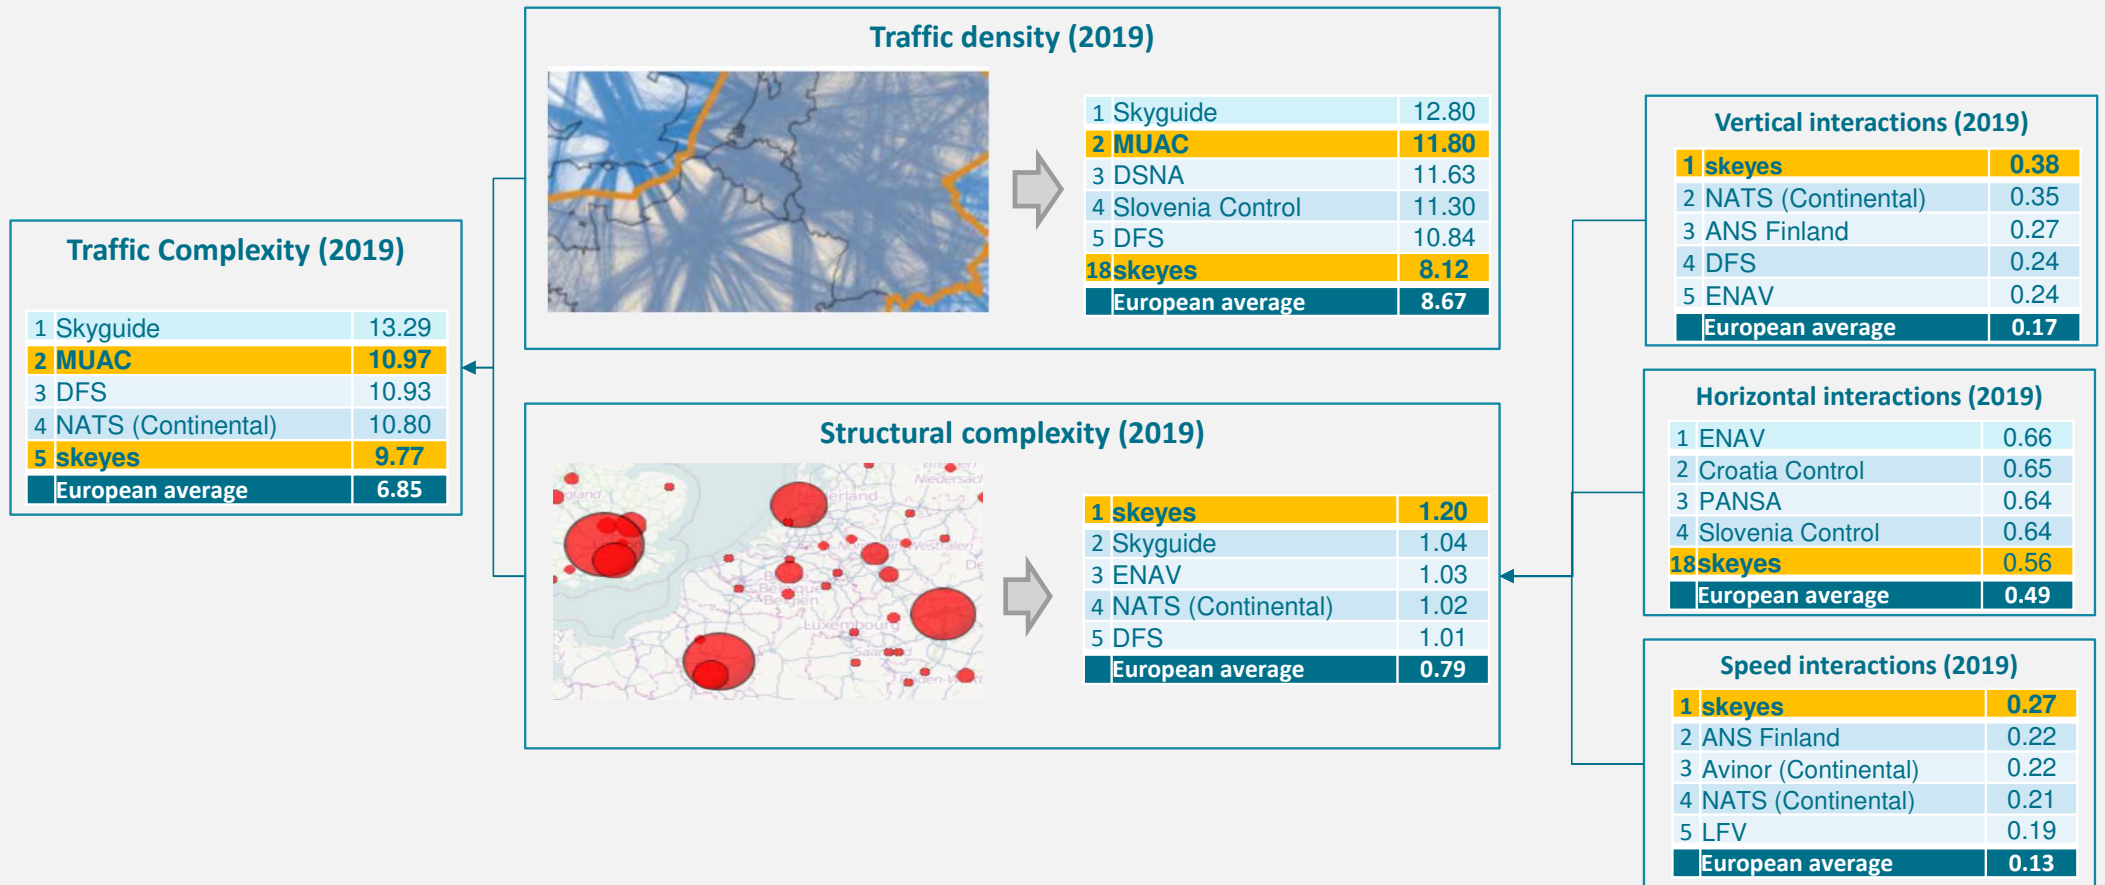 Traffic density (2019)
1 Skyguide 12.80
2 MUAC 11.80
3 DSNA 11.63
4 Slovenia Control 11.30
5 DFS 10.84
18 skeyes 8.12
European average 8.67
Traffic Complexity (2019)
1 Skyguide 13.29
2 MUAC 10.97
3 DFS 10.93
4 NATS (Continental) 10.80
5 skeyes 9.77
European average 6.85
Structural complexity (2019)
Niedersach
Nederland
Luxembourg
België
Belgique
Belgien
1 skeyes 1.20
2 Skyguide 1.04
3 ENAV 1.03
4 NATS (Continental) 1.02
5 DFS 1.01
European average 0.79
Vertical interactions (2019)
1 skeyes 0.38
2 NATS (Continental) 0.35
3 ANS Finland 0.27
4 DFS 0.24
5 ENAV 0.24
European average 0.17
Horizontal interactions (2019)
1 ENAV 0.66
2 Croatia Control 0.65
3 PANSA 0.64
4 Slovenia Control 0.64
18 skeyes 0.56
European average 0.49
Speed interactions (2019)
1 skeyes 0.27
2 ANS Finland 0.22
3 Avinor (Continental) 0.22
4 NATS (Continental) 0.21
5 LFV 0.19
European average 0.13